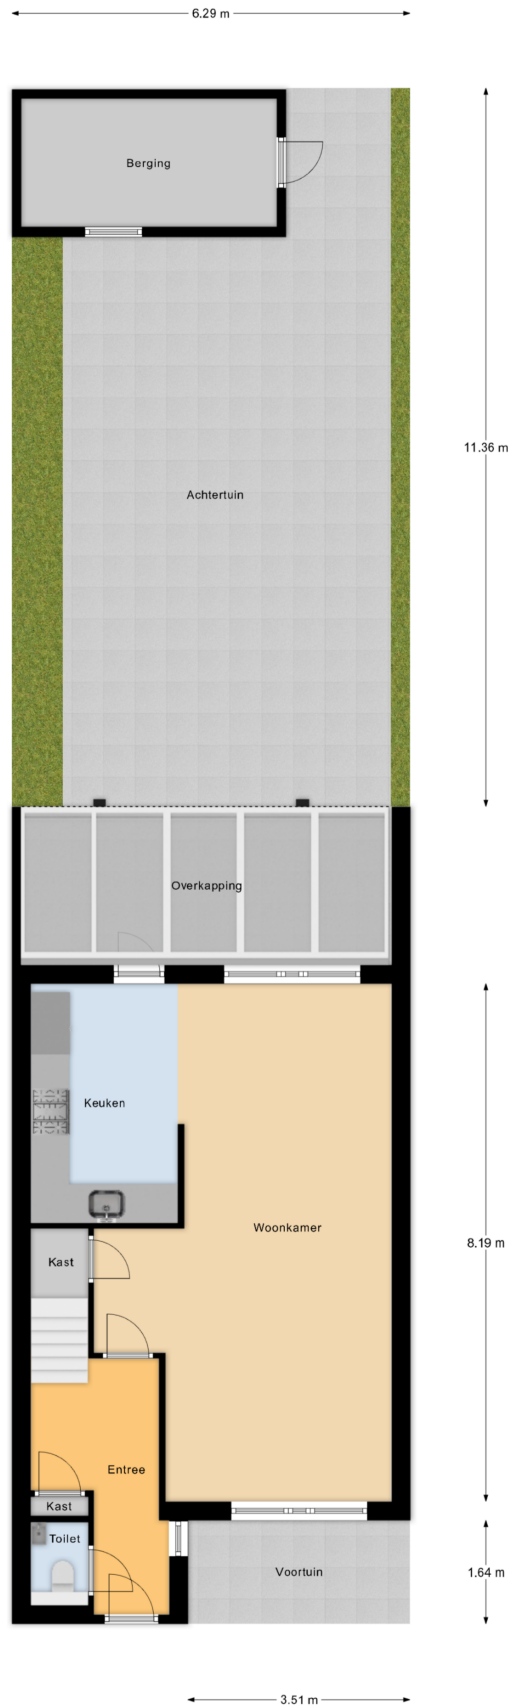 6.29 m
Berging
11.36 m
Achtertuin
Overkapping
Keuken
Woonkamer
8.19 m
Kast
Entree
Kast
Toilet
Voortuin
1.64 m
3.51 m